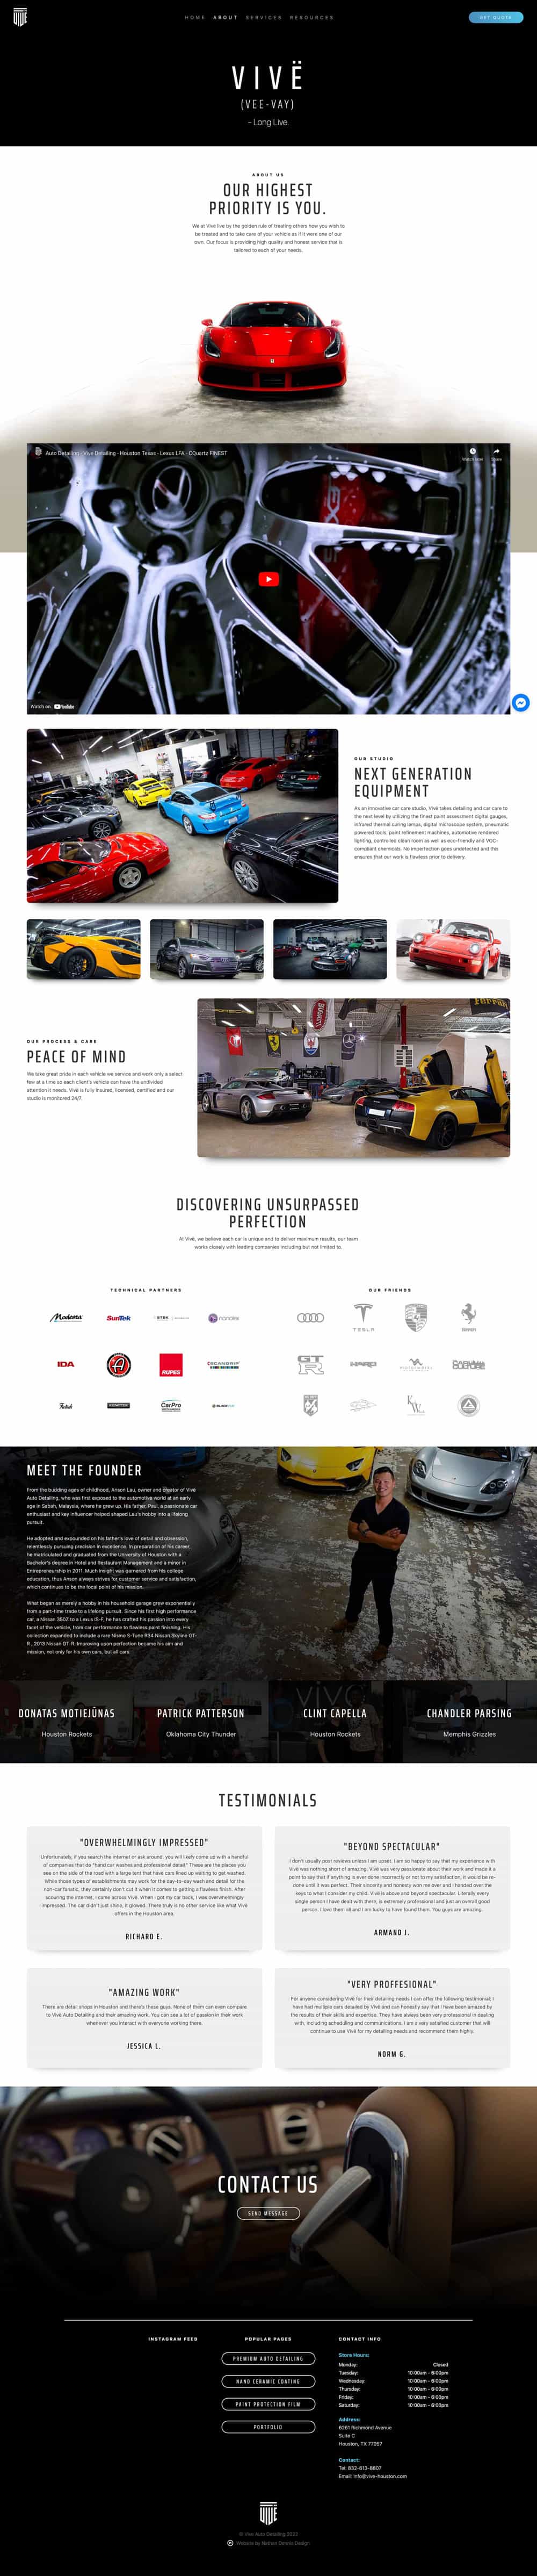 HOME ABOUT SERVICES RESOURCES
GET QUOTE
VIVË
(VEE-VAY)
– Long Live.
ABOUT US
OUR HIGHEST
PRIORITY IS YOU.
We at Vivë live by the golden rule of treating others how you wish to
be treated and to take care of your vehicle as if it were one of our
own. Our focus is providing high quality and honest service that is
tailored to each of your needs.
Auto Detailing - Vive Detailing - Houston Texas - Lexus LFA - CQuartz FINEST
Watch later Share
Watch on YouTube
OUR STUDIO
NEXT GENERATION
EQUIPMENT
As an innovative car care studio, Vivë takes detailing and car care to
the next level by utilizing the finest paint assessment digital gauges,
infrared thermal curing lamps, digital microscope system, pneumatic
powered tools, paint refinement machines, automotive rendered
lighting, controlled clean room as well as eco-friendly and VOC-
compliant chemicals. No imperfection goes undetected and this
ensures that our work is flawless prior to delivery.
OUR PROCESS & CARE
PEACE OF MIND
We take great pride in each vehicle we service and work only a select
few at a time so each client's vehicle can have the undivided
attention it needs. Vivë is fully insured, licensed, certified and our
studio is monitored 24/7.
DISCOVERING UNSURPASSED
PERFECTION
At Vivë, we believe each car is unique and to deliver maximum results, our team
works closely with leading companies including but not limited to.
TECHNICAL PARTNERS
OUR FRIENDS
Modesta SunTek nanolex
TESLA
IDA RUPES SCANGRIP
GTR
CarPro
MEET THE FOUNDER
From the budding ages of childhood, Anson Lau, owner and creator of Vivë
Auto Detailing, who was first exposed to the automotive world at an early
age in Sabah, Malaysia, where he grew up. His father, Paul, a passionate car
enthusiast and key influencer helped shaped Lau's hobby into a lifelong
pursuit.
He adopted and expounded on his father's love of detail and obsession,
relentlessly pursuing precision in excellence. In preparation of his career,
he matriculated and graduated from the University of Houston with a
Bachelor's degree in Hotel and Restaurant Management and a minor in
Entrepreneurship in 2011. Much insight was garnered from his college
education, thus Anson always strives for customer service and satisfaction,
which continues to be the focal point of his mission.
What began as merely a hobby in household garage grew exponentially
from a part-time trade to a lifelong pursuit. Since his first high performance
car, a Nissan 350Z to a Lexus IS-F, he has crafted his passion into every
facet of the vehicle, from car performance to flawless paint finishing. His
collection expanded to include a rare Nismo S-Tune R34 Nissan Skyline GT-
R , 2013 Nissan GT-R. Improving upon perfection became his aim and
mission, not only for his own cars, but all cars.
DONATAS MOTIEJŪNAS
Houston Rockets
PATRICK PATTERSON
Oklahoma City Thunder
CLINT CAPELLA
Houston Rockets
CHANDLER PARSING
Memphis Grizzles
TESTIMONIALS
"OVERWHELMINGLY IMPRESSED"
Unfortunately, if you search the internet or ask around, you will likely come up with a handful
of companies that do "hand car washes and professional detail." These are the places you
see on the side of the road with a large tent that have cars lined up waiting to get washed.
While those types of establishments may work for the day-to-day wash and detail for the
non-car fanatic, they certainly don't cut it when it comes to getting a flawless finish. After
scouring the internet, I came across Vivë. When I got my car back, I was overwhelmingly
impressed. The car didn't just shine, it glowed. There truly is no other service like what Vivë
offers in the Houston area.
RICHARD E.
"BEYOND SPECTACULAR"
I don't usually post reviews unless I am upset. I am so happy to say that my experience with
Vivë was nothing short of amazing. Vivë was very passionate about their work and made it a
point to say that if anything is ever done incorrectly or not to my satisfaction, it would be re-
done until it was perfect. Their sincerity and honesty won me over and I handed over the
keys to what I consider my child. Vivë is above and beyond spectacular. Literally every
single person I have dealt with there, is extremely professional and just an overall good
person. I love them all and I am lucky to have found them. You guys are amazing.
ARMAND J.
"AMAZING WORK"
There are detail shops in Houston and there's these guys. None of them can even compare
to Vivë Auto Detailing and their amazing work. You can see a lot of passion in their work
whenever you interact with everyone working there.
JESSICA L.
"VERY PROFFESIONAL"
For anyone considering Vivë for their detailing needs I can offer the following testimonial; I
have had multiple cars detailed by Vivë and can honestly say that I have been amazed by
the results of their skills and expertise. They have always been very professional in dealing
with, including scheduling and communications. I am a very satisfied customer that will
continue to use Vivë for my detailing needs and recommend them highly.
NORM G.
CONTACT US
SEND MESSAGE
INSTAGRAM FEED
POPULAR PAGES
PREMIUM AUTO DETAILING
NANO CERAMIC COATING
PAINT PROTECTION FILM
PORTFOLIO
CONTACT INFO
Store Hours:
Monday: Closed
Tuesday: 10:00am - 6:00pm
Wednesday: 10:00am - 6:00pm
Thursday: 10:00am - 6:00pm
Friday: 10:00am - 6:00pm
Saturday: 10:00am - 6:00pm
Address:
6261 Richmond Avenue
Suite C
Houston, TX 77057
Contact:
Tel: 832-613-8807
Email: info@vive-houston.com
© Vive Auto Detailing 2022
Website by Nathan Daniisi Design